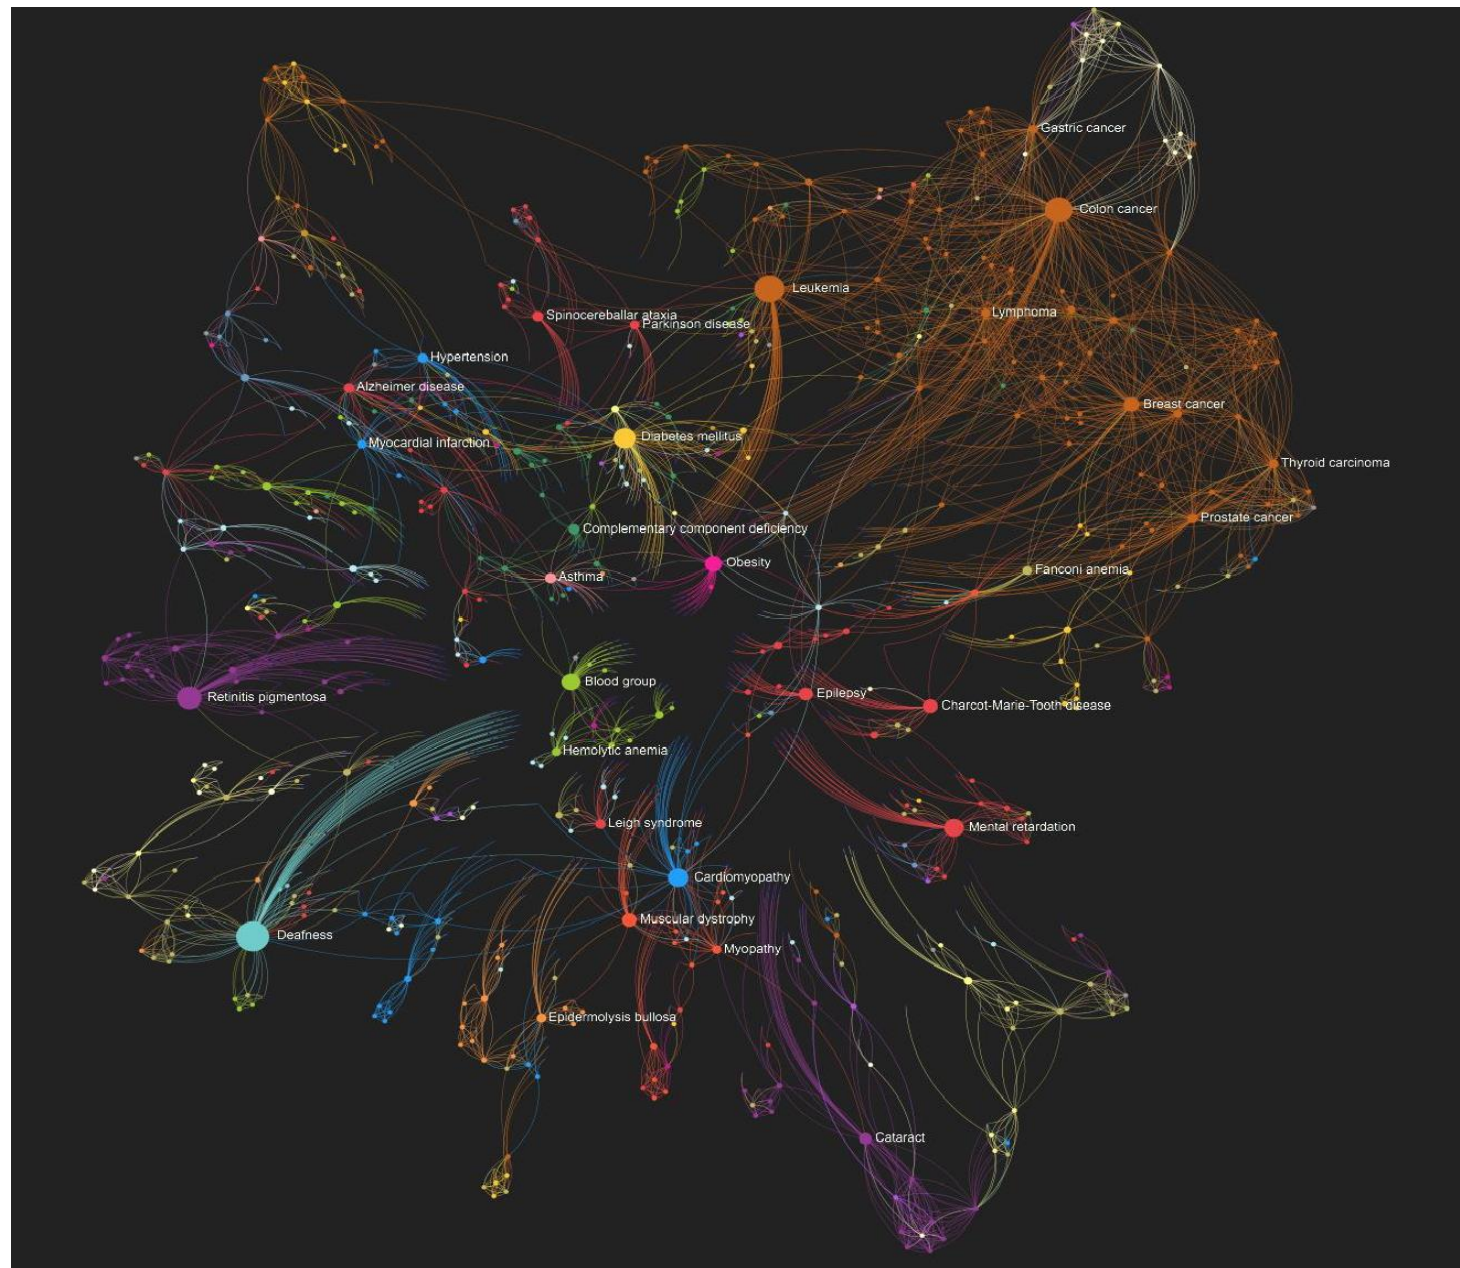 Gastric cancer
Colon cancer
Leukemia
Lymphoma
Spinocereballar ataxia
Parkinson disease
Hypertension
Alzheimer disease
Breast cancer
Diabetes mellitus
Myocardial infarction
Thyroid carcinoma
Prostate cancer
Complementary component deficiency
Obesity
Fanconi anemia
Asthma
Blood group
Epilepsy
Retinitis pigmentosa
Charcot-Marie-Tooth disease
Hemolytic anemia
Leigh syndrome
Mental retardation
Cardiomyopathy
Muscular dystrophy
Deafness
Myopathy
Epidermolysis bullosa
Cataract